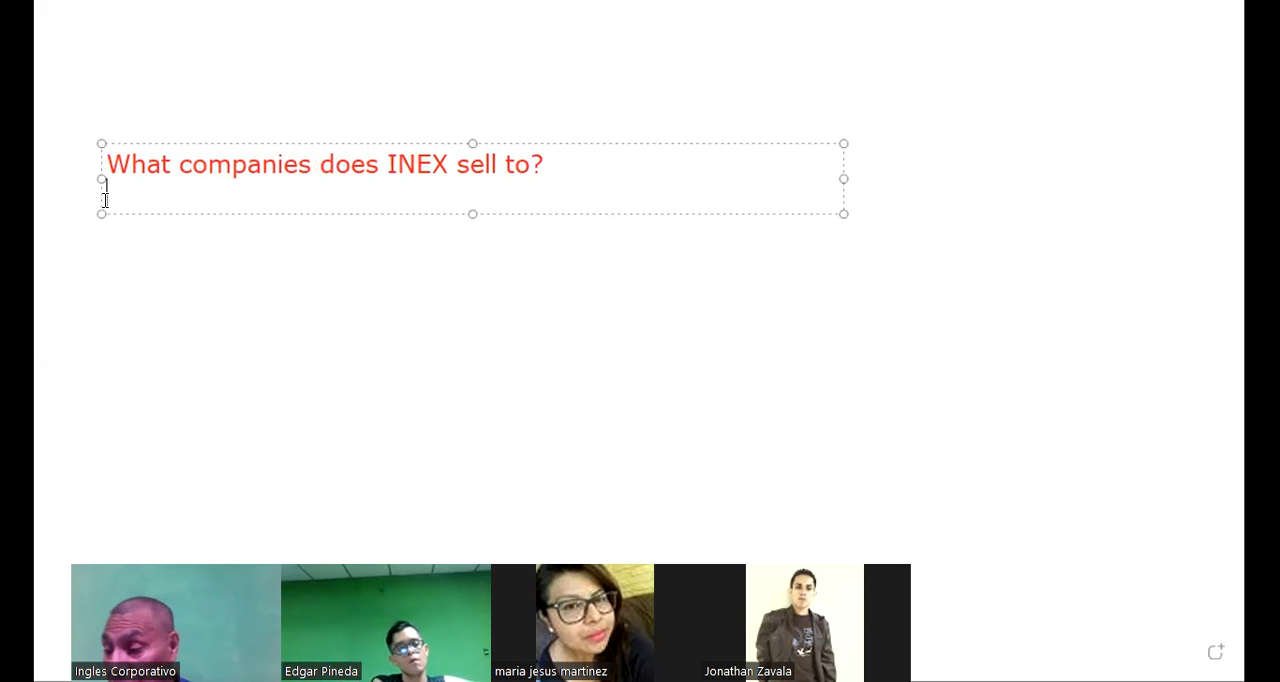 What companies does INEX sell to?
Ingles Corporativo
Edgar Pineda
maria jesus martinez
Jonathan Zavala